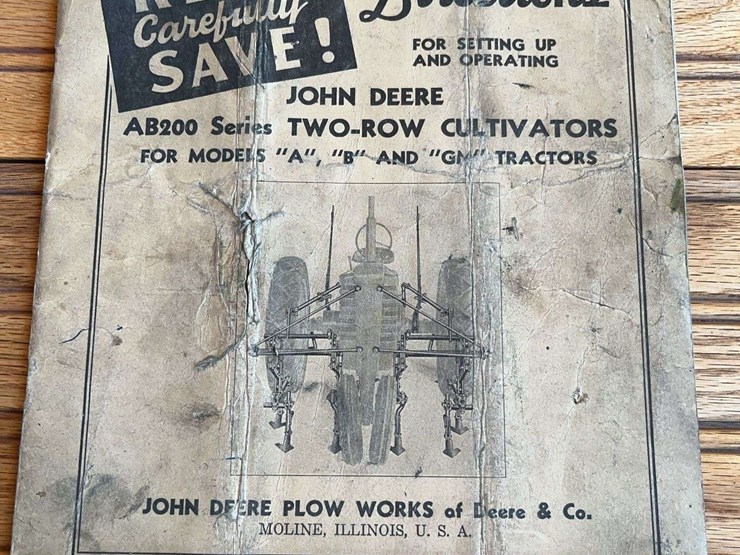 Carefully
SAVE!
Directions
FOR SETTING UP
AND OPERATING
JOHN DEERE
AB200 Series TWO-ROW CULTIVATORS
FOR MODELS "A", "B" AND "GM" TRACTORS
JOHN DEERE PLOW WORKS of Deere & Co.
MOLINE, ILLINOIS, U. S. A.